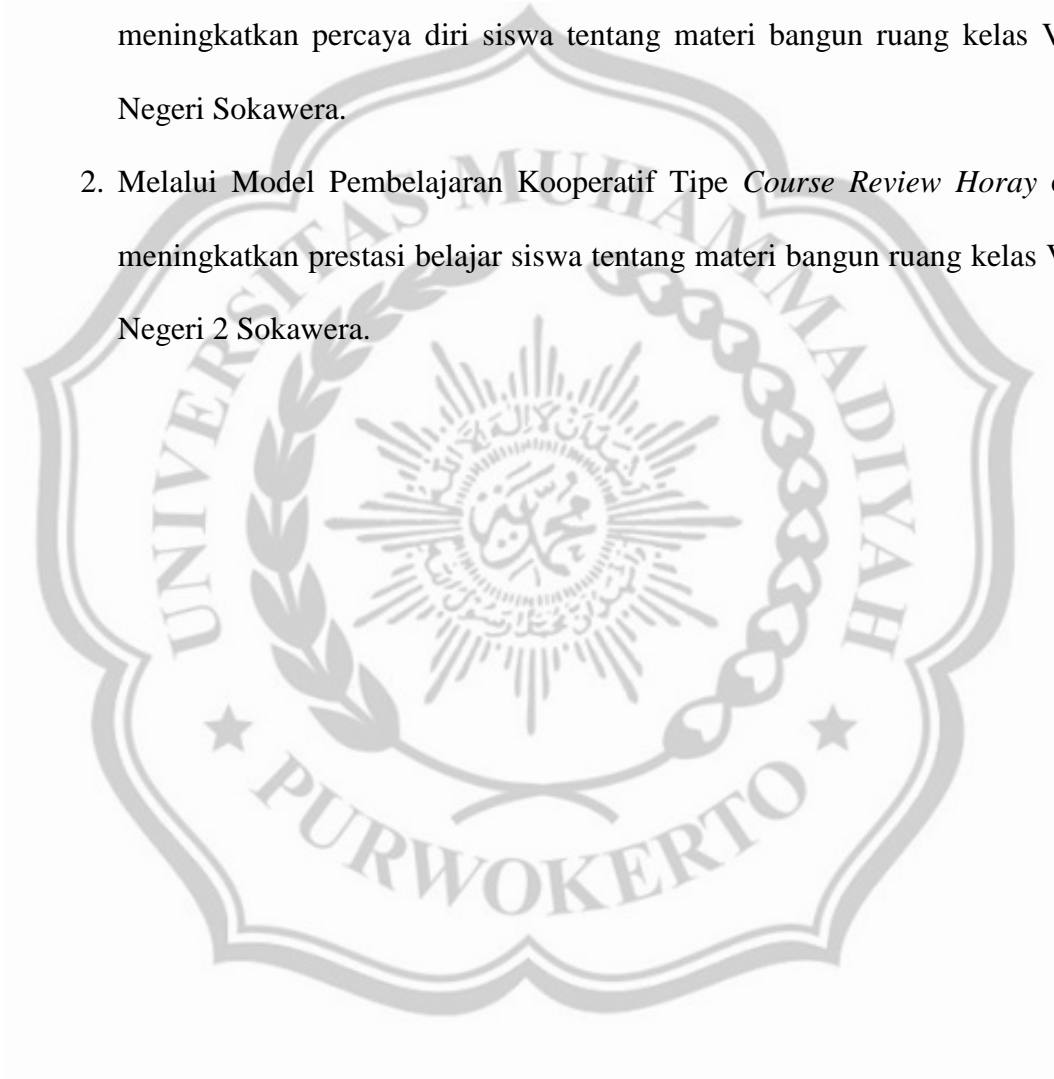 meningkatkan percaya diri siswa tentang materi bangun ruang kelas V
Negeri Sokawera.
2. Melalui Model Pembelajaran Kooperatif Tipe Course Review Horay
meningkatkan prestasi belajar siswa tentang materi bangun ruang kelas V
Negeri 2 Sokawera.
UNIVERSITAS MUHAMMADIYAH
PURWOKERTO